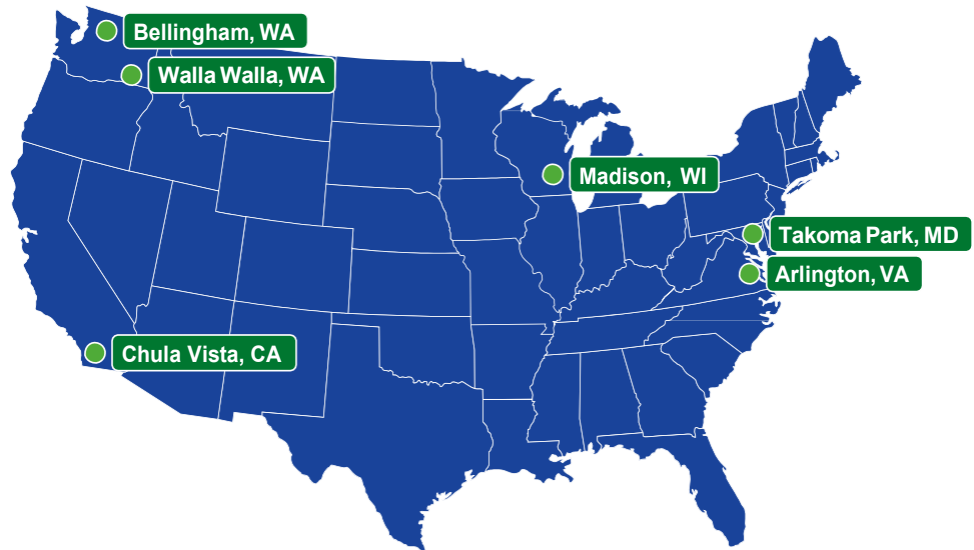 Bellingham, WA
Walla Walla, WA
Madison, WI
Takoma Park, MD
Arlington, VA
Chula Vista, CA